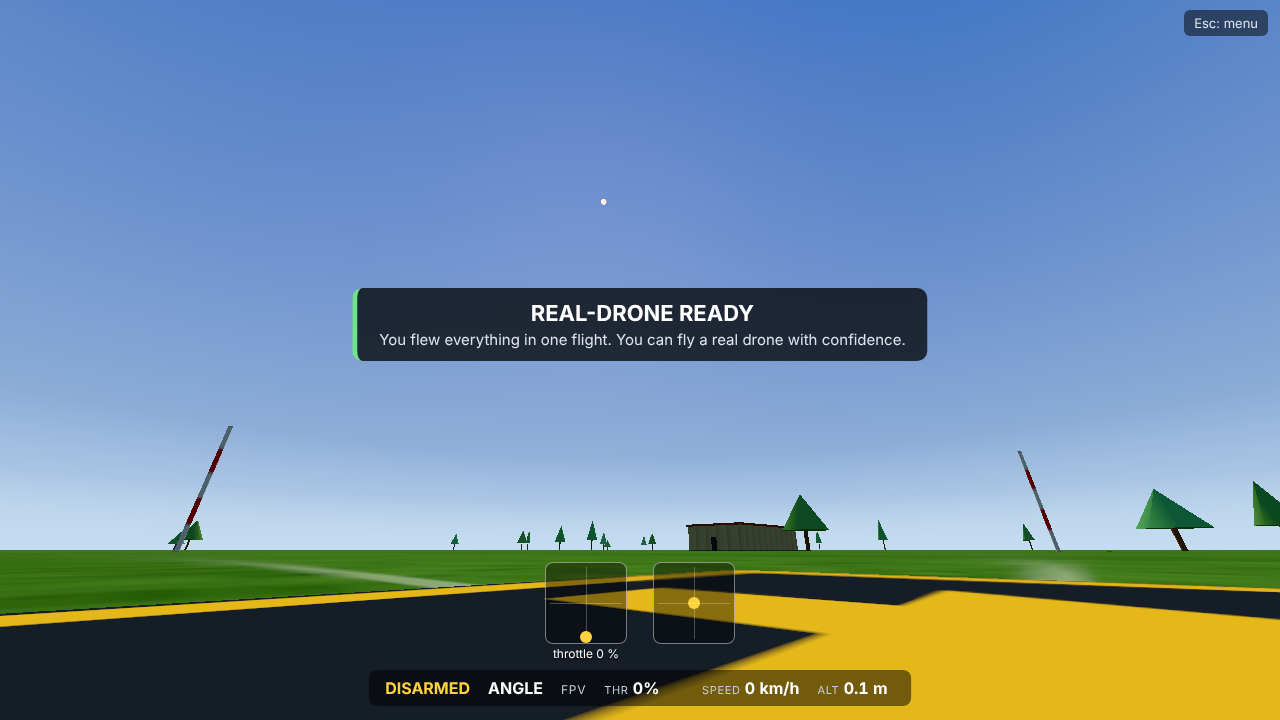 Esc: menu
REAL-DRONE READY
You flew everything in one flight. You can fly a real drone with confidence.
throttle 0 %
DISARMED ANGLE FPV THR 0% SPEED 0 km/h ALT 0.1 m